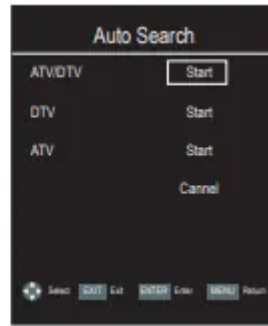 Auto Search
ATV/DTV Start
DTV Start
ATV Start
Cannel
Select EXIT Exit ENTER Enter MENU Return